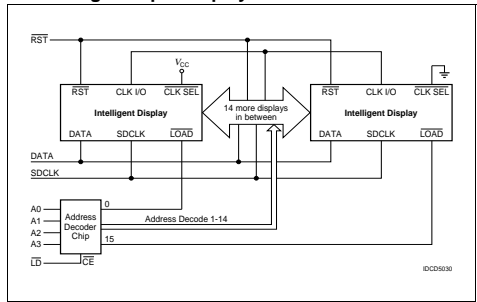 RST
VCC
RST CLK I/O CLK SEL
RST CLK I/O CLK SEL
Intelligent Display
14 more displays
in between
Intelligent Display
DATA SDCLK LOAD
DATA SDCLK LOAD
DATA
SDCLK
0
A0
A1
A2
A3
Address
Decoder
Chip
Address Decode 1-14
15
LD
CE
IDCD5030